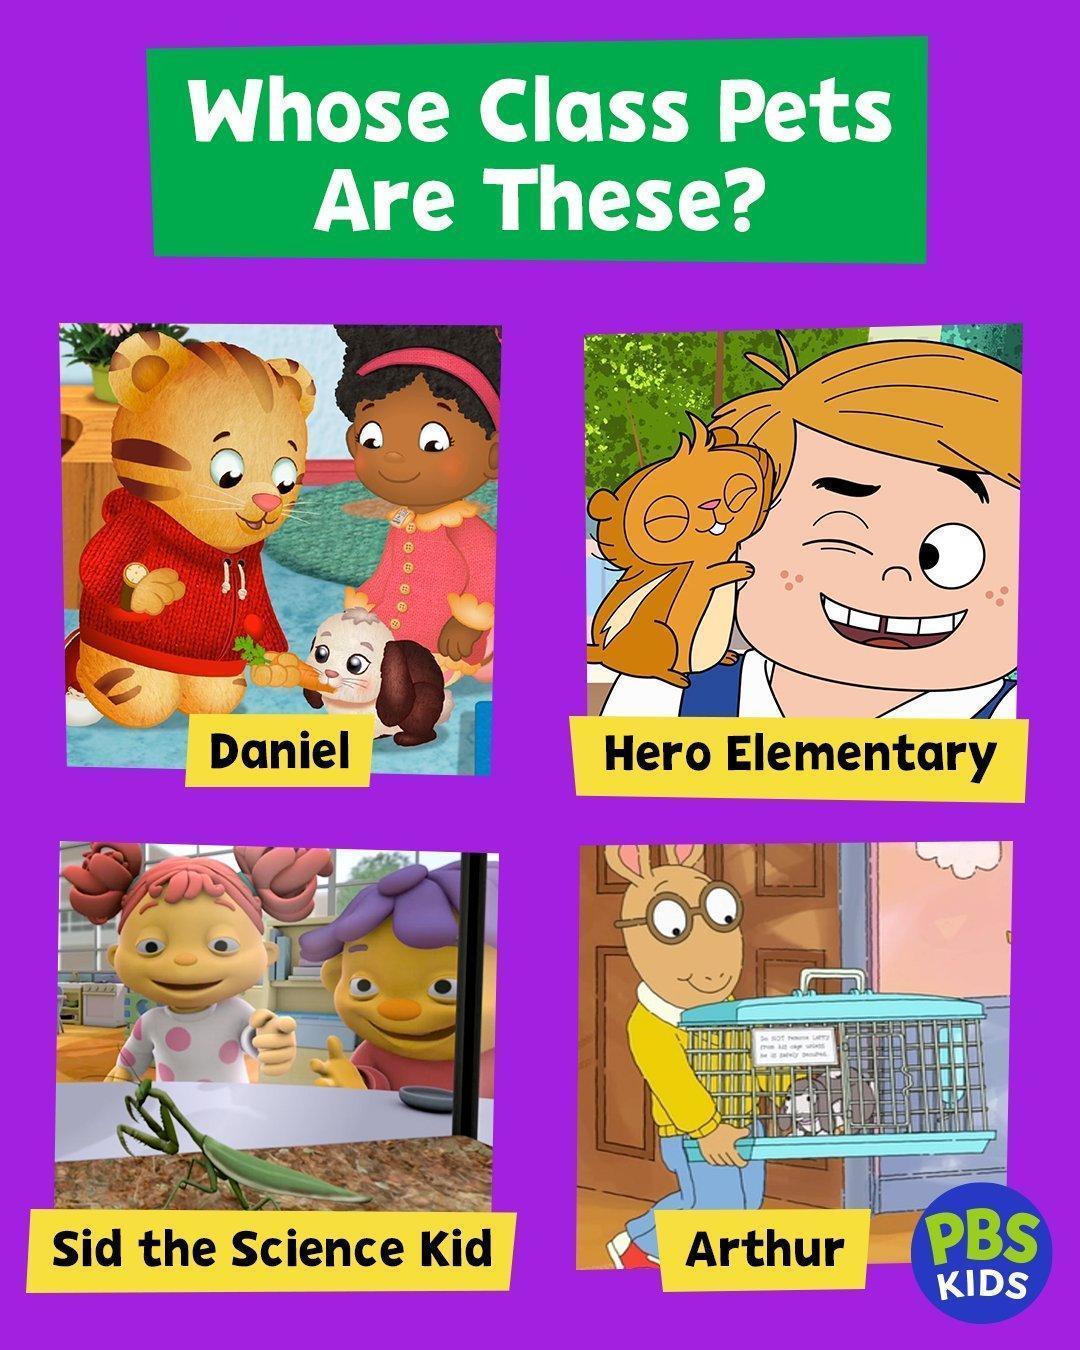 Whose Class Pets
Are These?
Daniel
Hero Elementary
Do NOT remove LARRY
from his cage unless
he is safely secured.
Sid the Science Kid
Arthur
PBS
KIDS